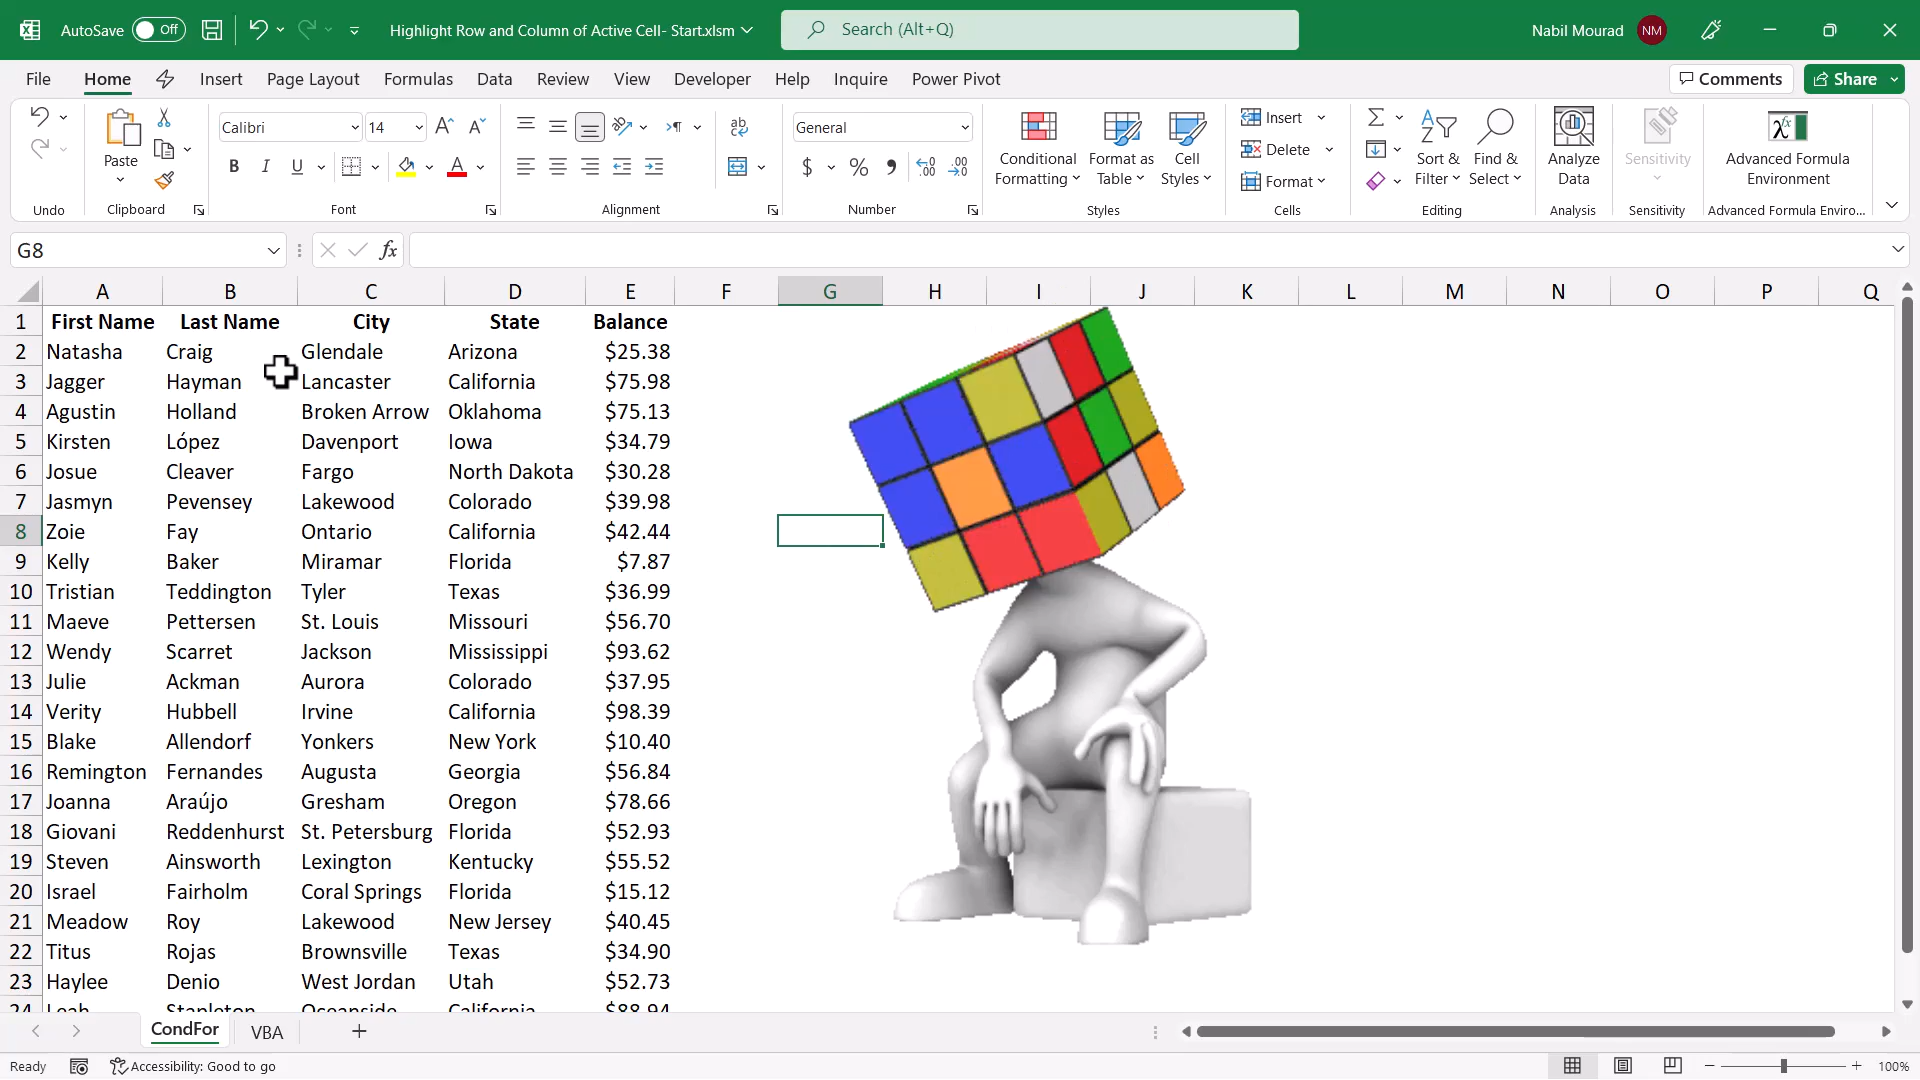 AutoSave Off Highlight Row and Column of Active Cell- Start.xlsm Search (Alt+Q) Nabil Mourad NM
File Home Insert Page Layout Formulas Data Review View Developer Help Inquire Power Pivot Comments Share
Calibri 14 General
Paste Conditional Formatting Format as Table Cell Styles Insert Delete Format Sort & Filter Find & Select Analyze Data Sensitivity Advanced Formula Environment
Undo Clipboard Font Alignment Number Styles Cells Editing Analysis Sensitivity Advanced Formula Enviro...
G8 fx
A B C D E F G H I J K L M N O P Q
1 First Name Last Name City State Balance
2 Natasha Craig Glendale Arizona $25.38
3 Jagger Hayman Lancaster California $75.98
4 Agustin Holland Broken Arrow Oklahoma $75.13
5 Kirsten López Davenport Iowa $34.79
6 Josue Cleaver Fargo North Dakota $30.28
7 Jasmyn Pevensey Lakewood Colorado $39.98
8 Zoie Fay Ontario California $42.44
9 Kelly Baker Miramar Florida $7.87
10 Tristian Teddington Tyler Texas $36.99
11 Maeve Pettersen St. Louis Missouri $56.70
12 Wendy Scarret Jackson Mississippi $93.62
13 Julie Ackman Aurora Colorado $37.95
14 Verity Hubbell Irvine California $98.39
15 Blake Allendorf Yonkers New York $10.40
16 Remington Fernandes Augusta Georgia $56.84
17 Joanna Araújo Gresham Oregon $78.66
18 Giovani Reddenhurst St. Petersburg Florida $52.93
19 Steven Ainsworth Lexington Kentucky $55.52
20 Israel Fairholm Coral Springs Florida $15.12
21 Meadow Roy Lakewood New Jersey $40.45
22 Titus Rojas Brownsville Texas $34.90
23 Haylee Denio West Jordan Utah $52.73
24 Leah Stapleton Oceanside California $88.94
CondFor VBA
Ready Accessibility: Good to go 100%